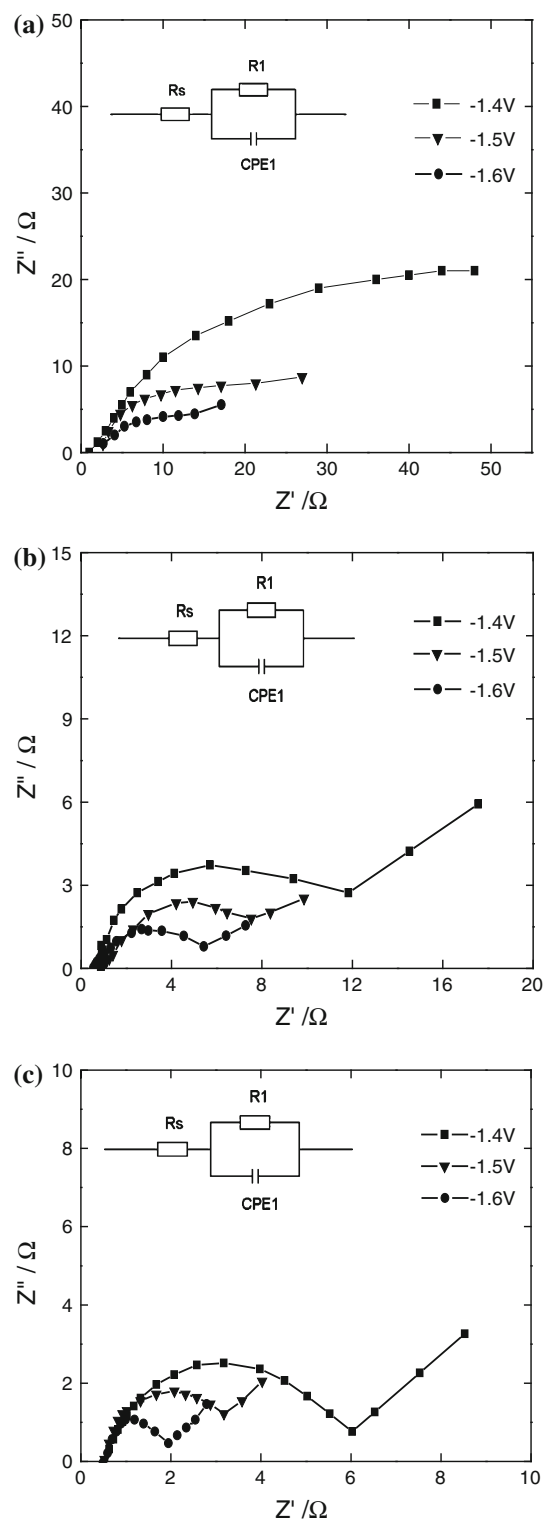 (a)
50
40
30
20
10
0
Z'' / Ω
Rs
R1
CPE1
-1.4V
-1.5V
-1.6V
0 10 20 30 40 50
Z' /Ω
(b)
15
12
9
6
3
0
Z'' / Ω
Rs
R1
CPE1
-1.4V
-1.5V
-1.6V
0 4 8 12 16 20
Z' /Ω
(c)
10
8
6
4
2
0
Z'' / Ω
Rs
R1
CPE1
-1.4V
-1.5V
-1.6V
0 2 4 6 8 10
Z' /Ω